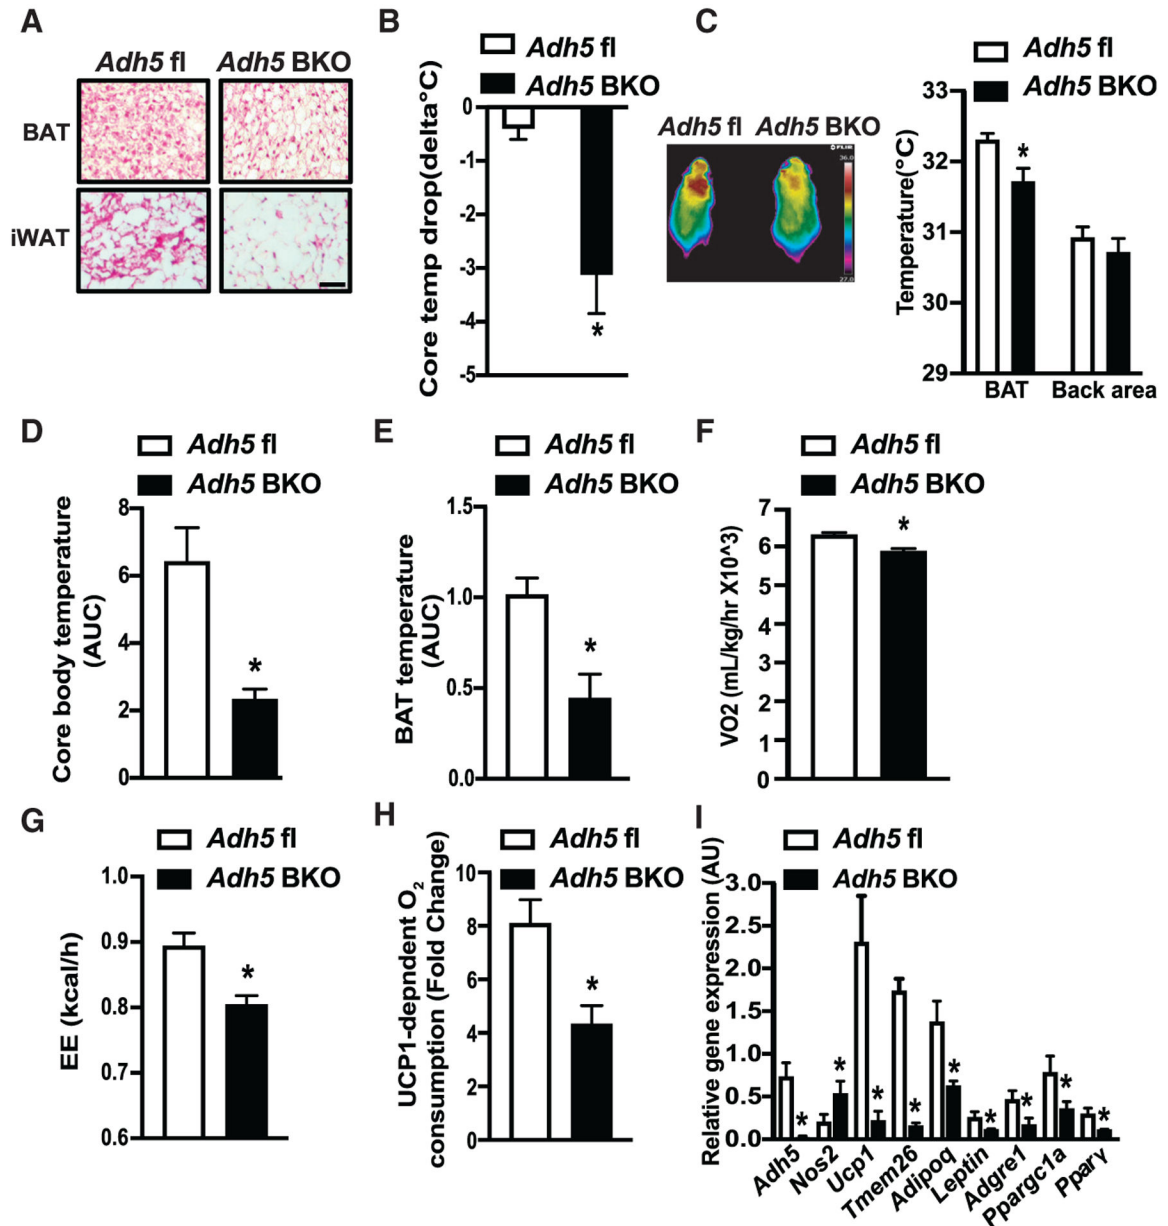 A
Adh5 fl
Adh5 BKO
BAT
iWAT
B
Adh5 fl
Adh5 BKO
Core temp drop(delta°C)
0
-1
-2
-3
-4
-5
*
C
Adh5 fl
Adh5 BKO
FLIR
36.0
27.0
Adh5 fl
Adh5 BKO
Temperature(°C)
33
32
31
30
29
*
BAT
Back area
D
Adh5 fl
Adh5 BKO
Core body temperature
(AUC)
8
6
4
2
0
*
E
Adh5 fl
Adh5 BKO
BAT temperature
(AUC)
1.5
1.0
0.5
0.0
*
F
Adh5 fl
Adh5 BKO
VO2 (mL/kg/hr X10^3)
7
6
5
4
3
2
1
0
*
G
Adh5 fl
Adh5 BKO
EE (kcal/h)
1.0
0.9
0.8
0.7
0.6
*
H
Adh5 fl
Adh5 BKO
UCP1-depndent O₂
consumption (Fold Change)
10
8
6
4
2
0
*
I
Adh5 fl
Adh5 BKO
Relative gene expression (AU)
3.0
2.5
2.0
1.5
1.0
0.5
0.0
* * * * * * * * *
Adh5
Nos2
Ucp1
Tmem26
Adipoq
Leptin
Adgre1
Ppargc1a
Pparγ